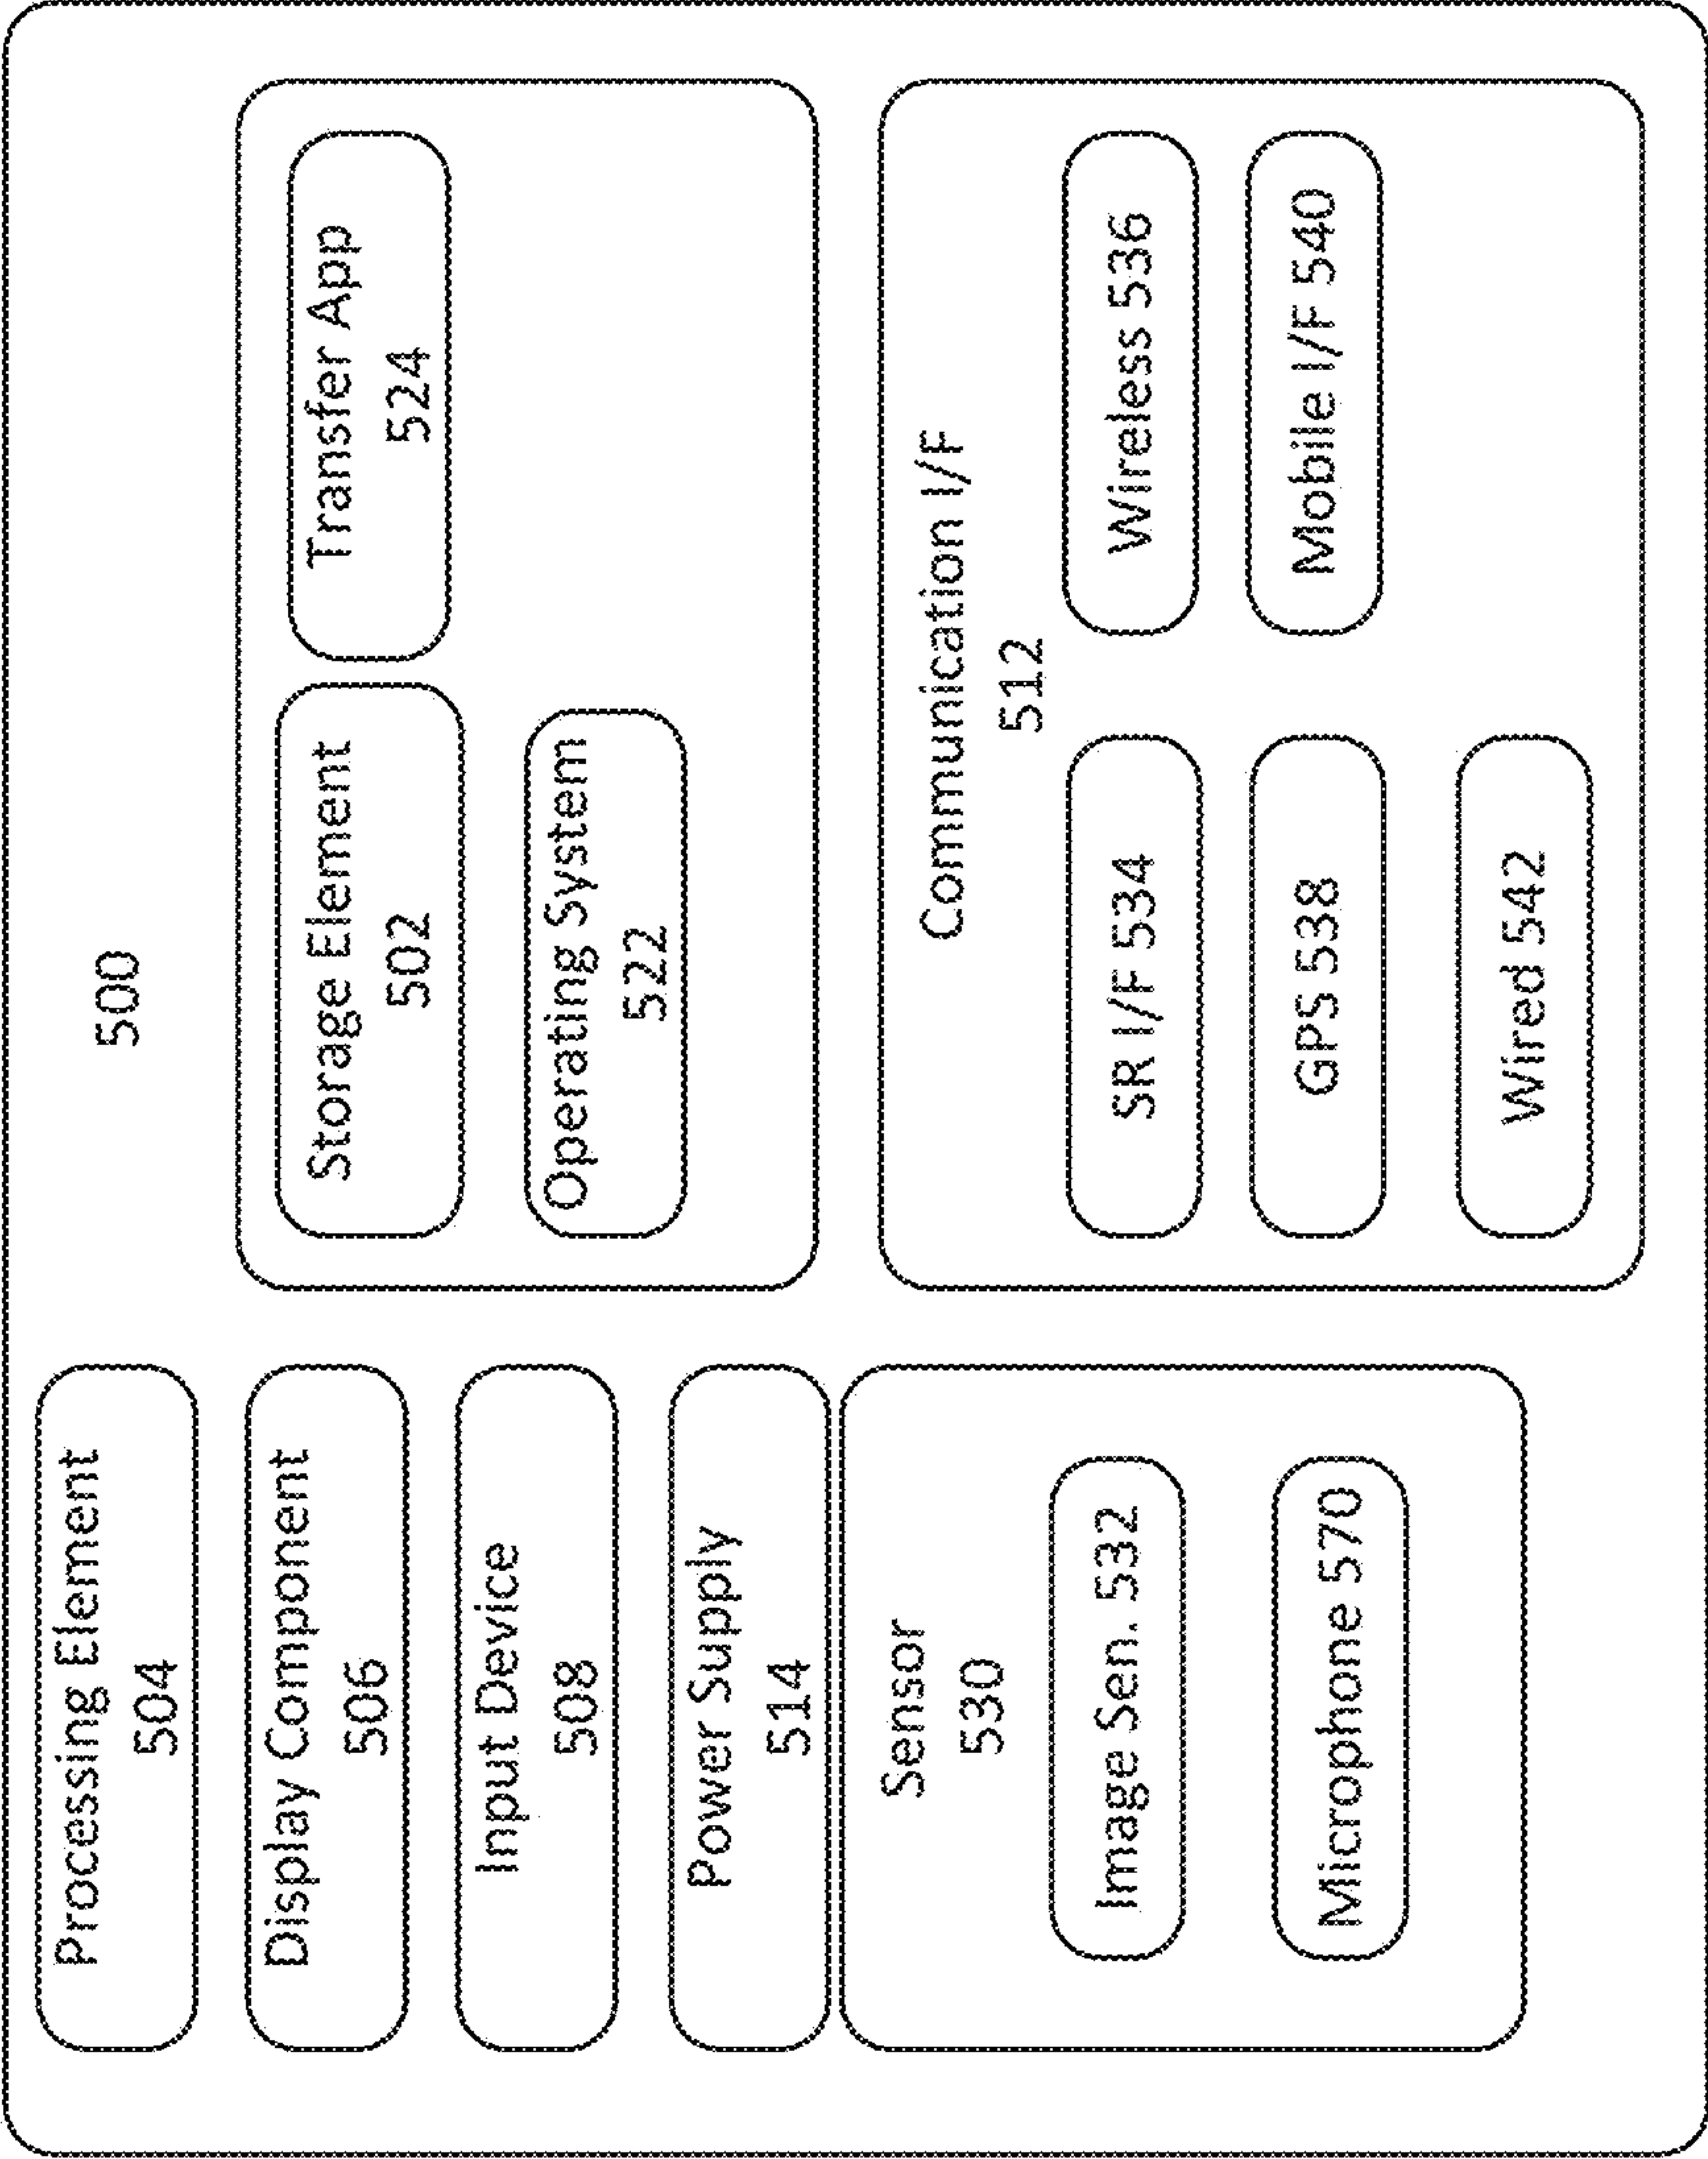 500
Processing Element
504
Display Component
506
Input Device
508
Power Supply
514
Sensor
530
Image Sen. 532
Microphone 570
Storage Element
502
Transfer App
524
Operating System
522
Communication I/F
512
SR I/F 534
Wireless 536
GPS 538
Mobile I/F 540
Wired 542